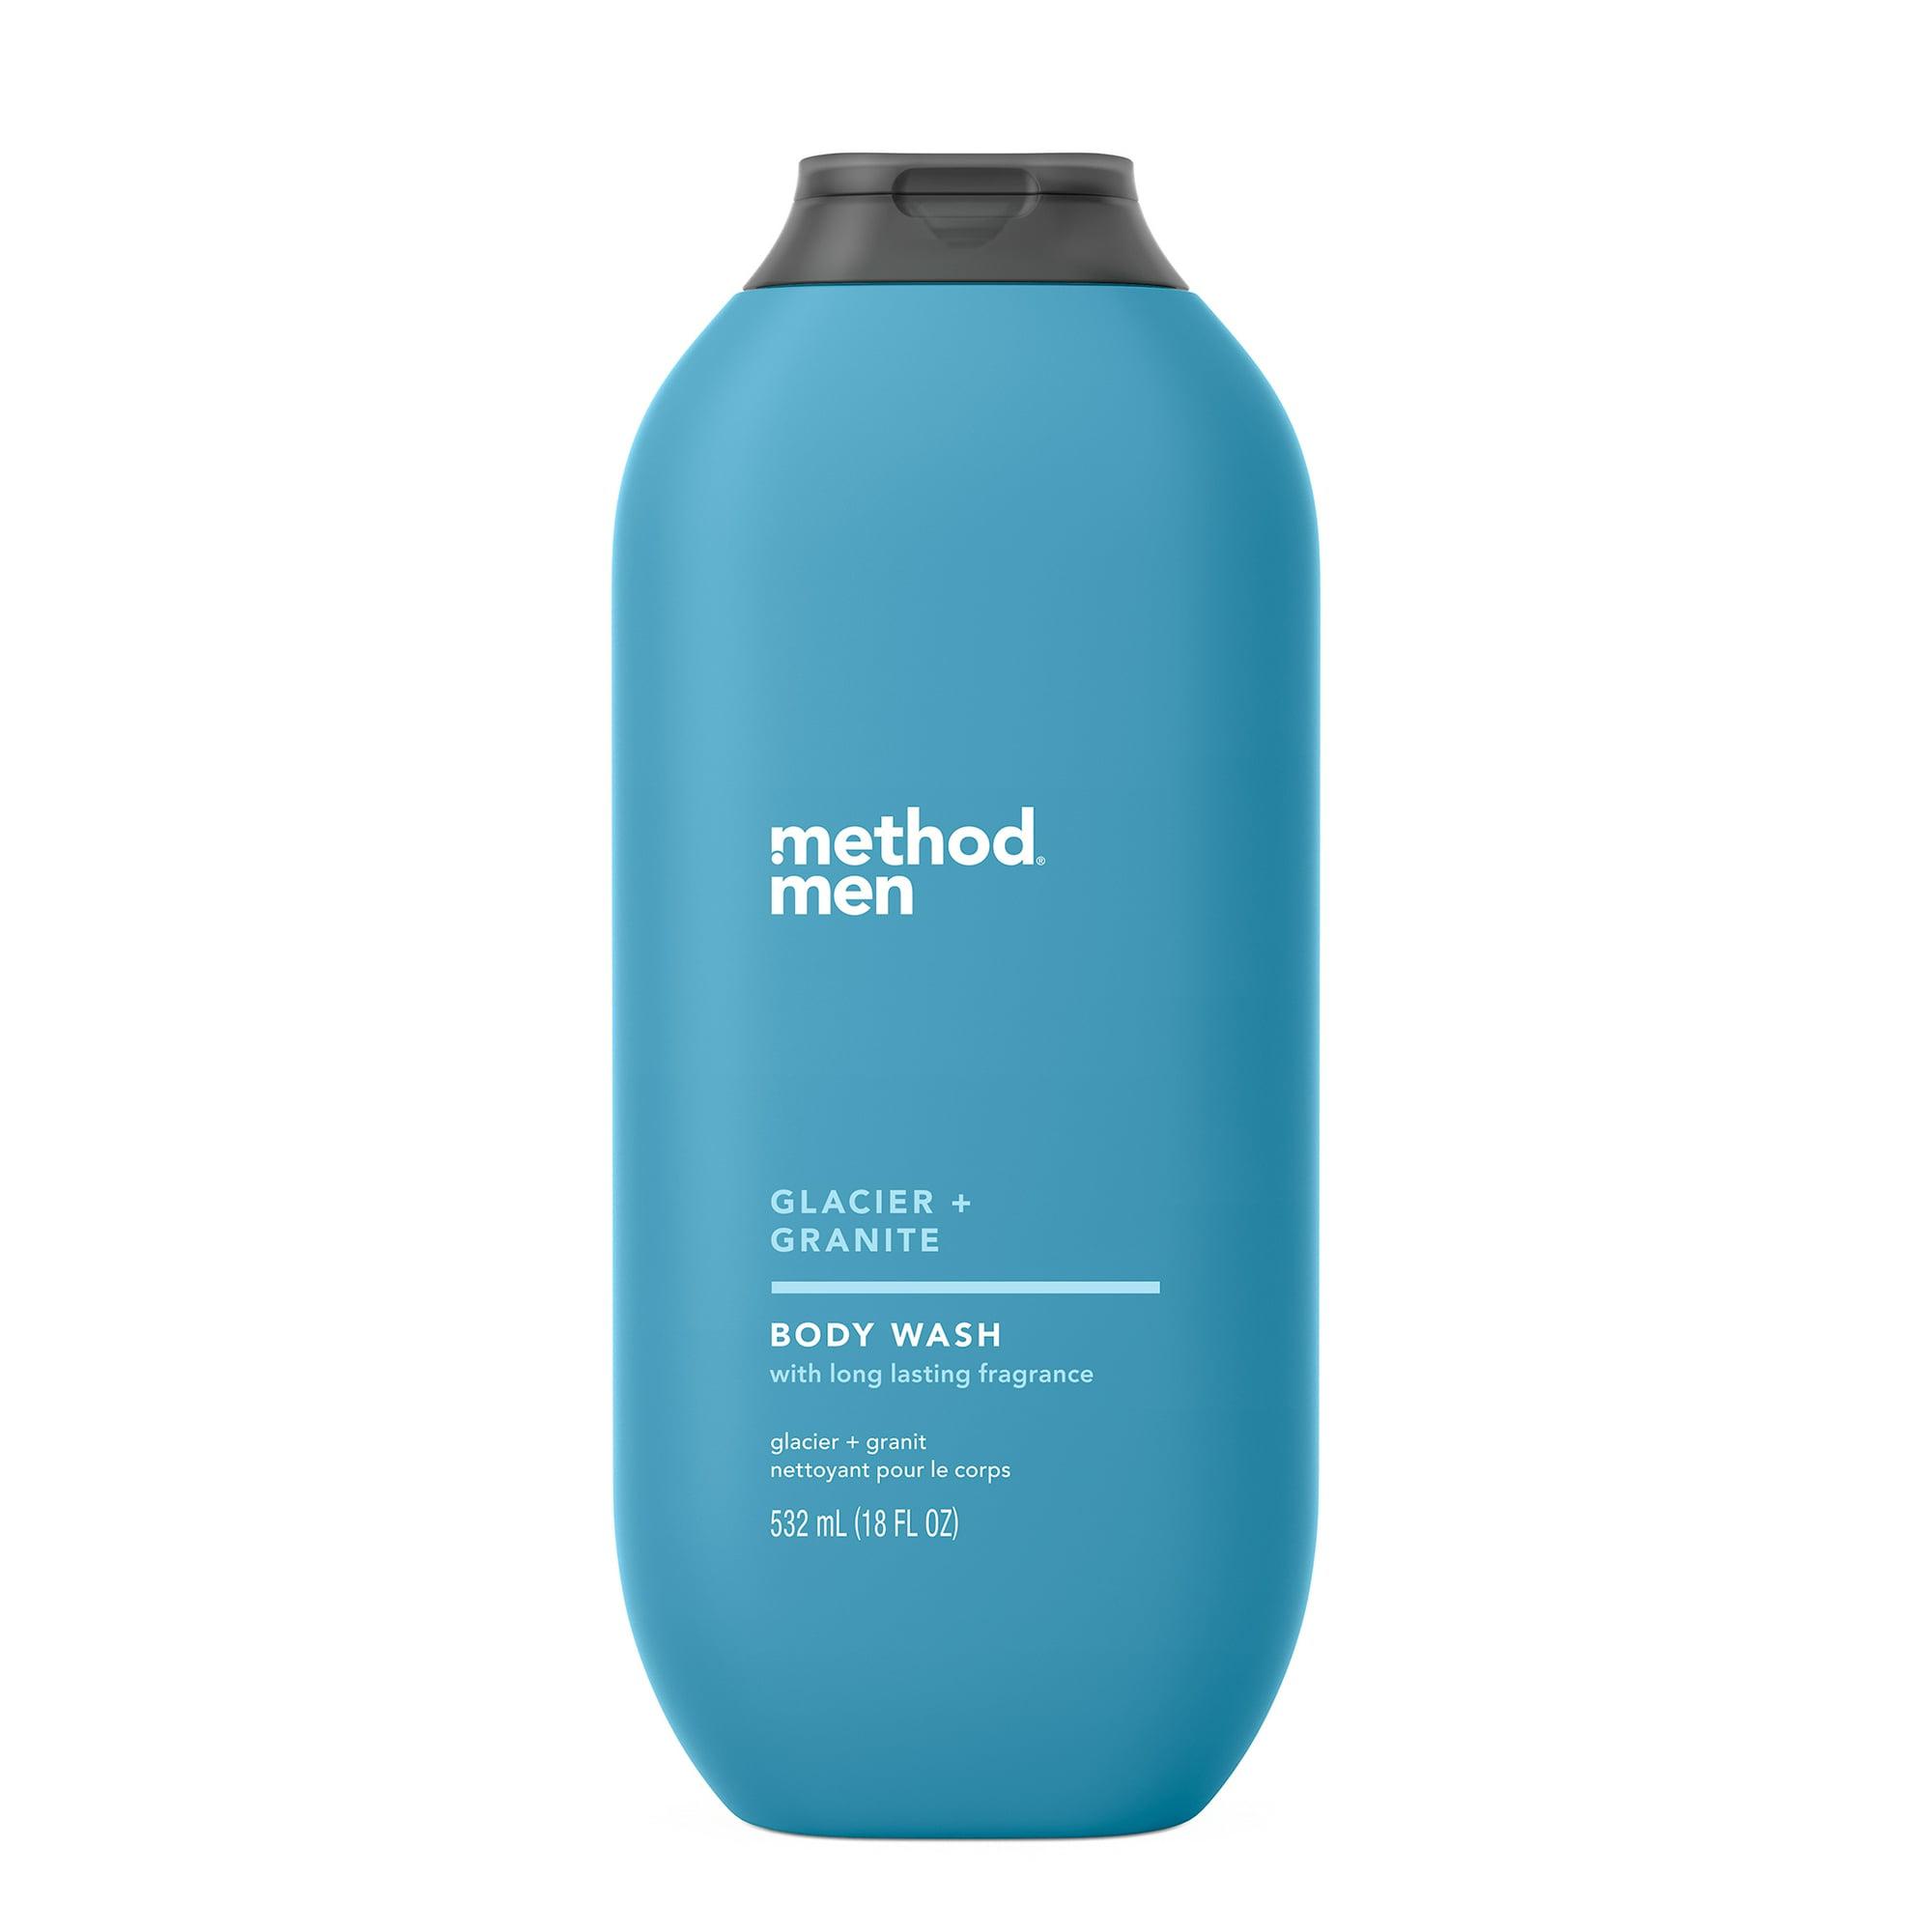 method®
men
GLACIER +
GRANITE
BODY WASH
with long lasting fragrance
glacier + granit
nettoyant pour le corps
532 mL (18 FL OZ)